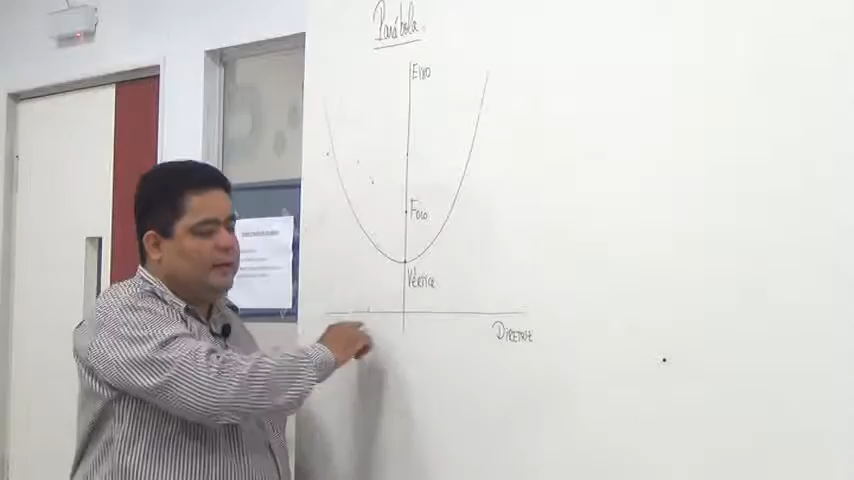 Parábola.
Eixo
Foco
Vértice
Diretriz